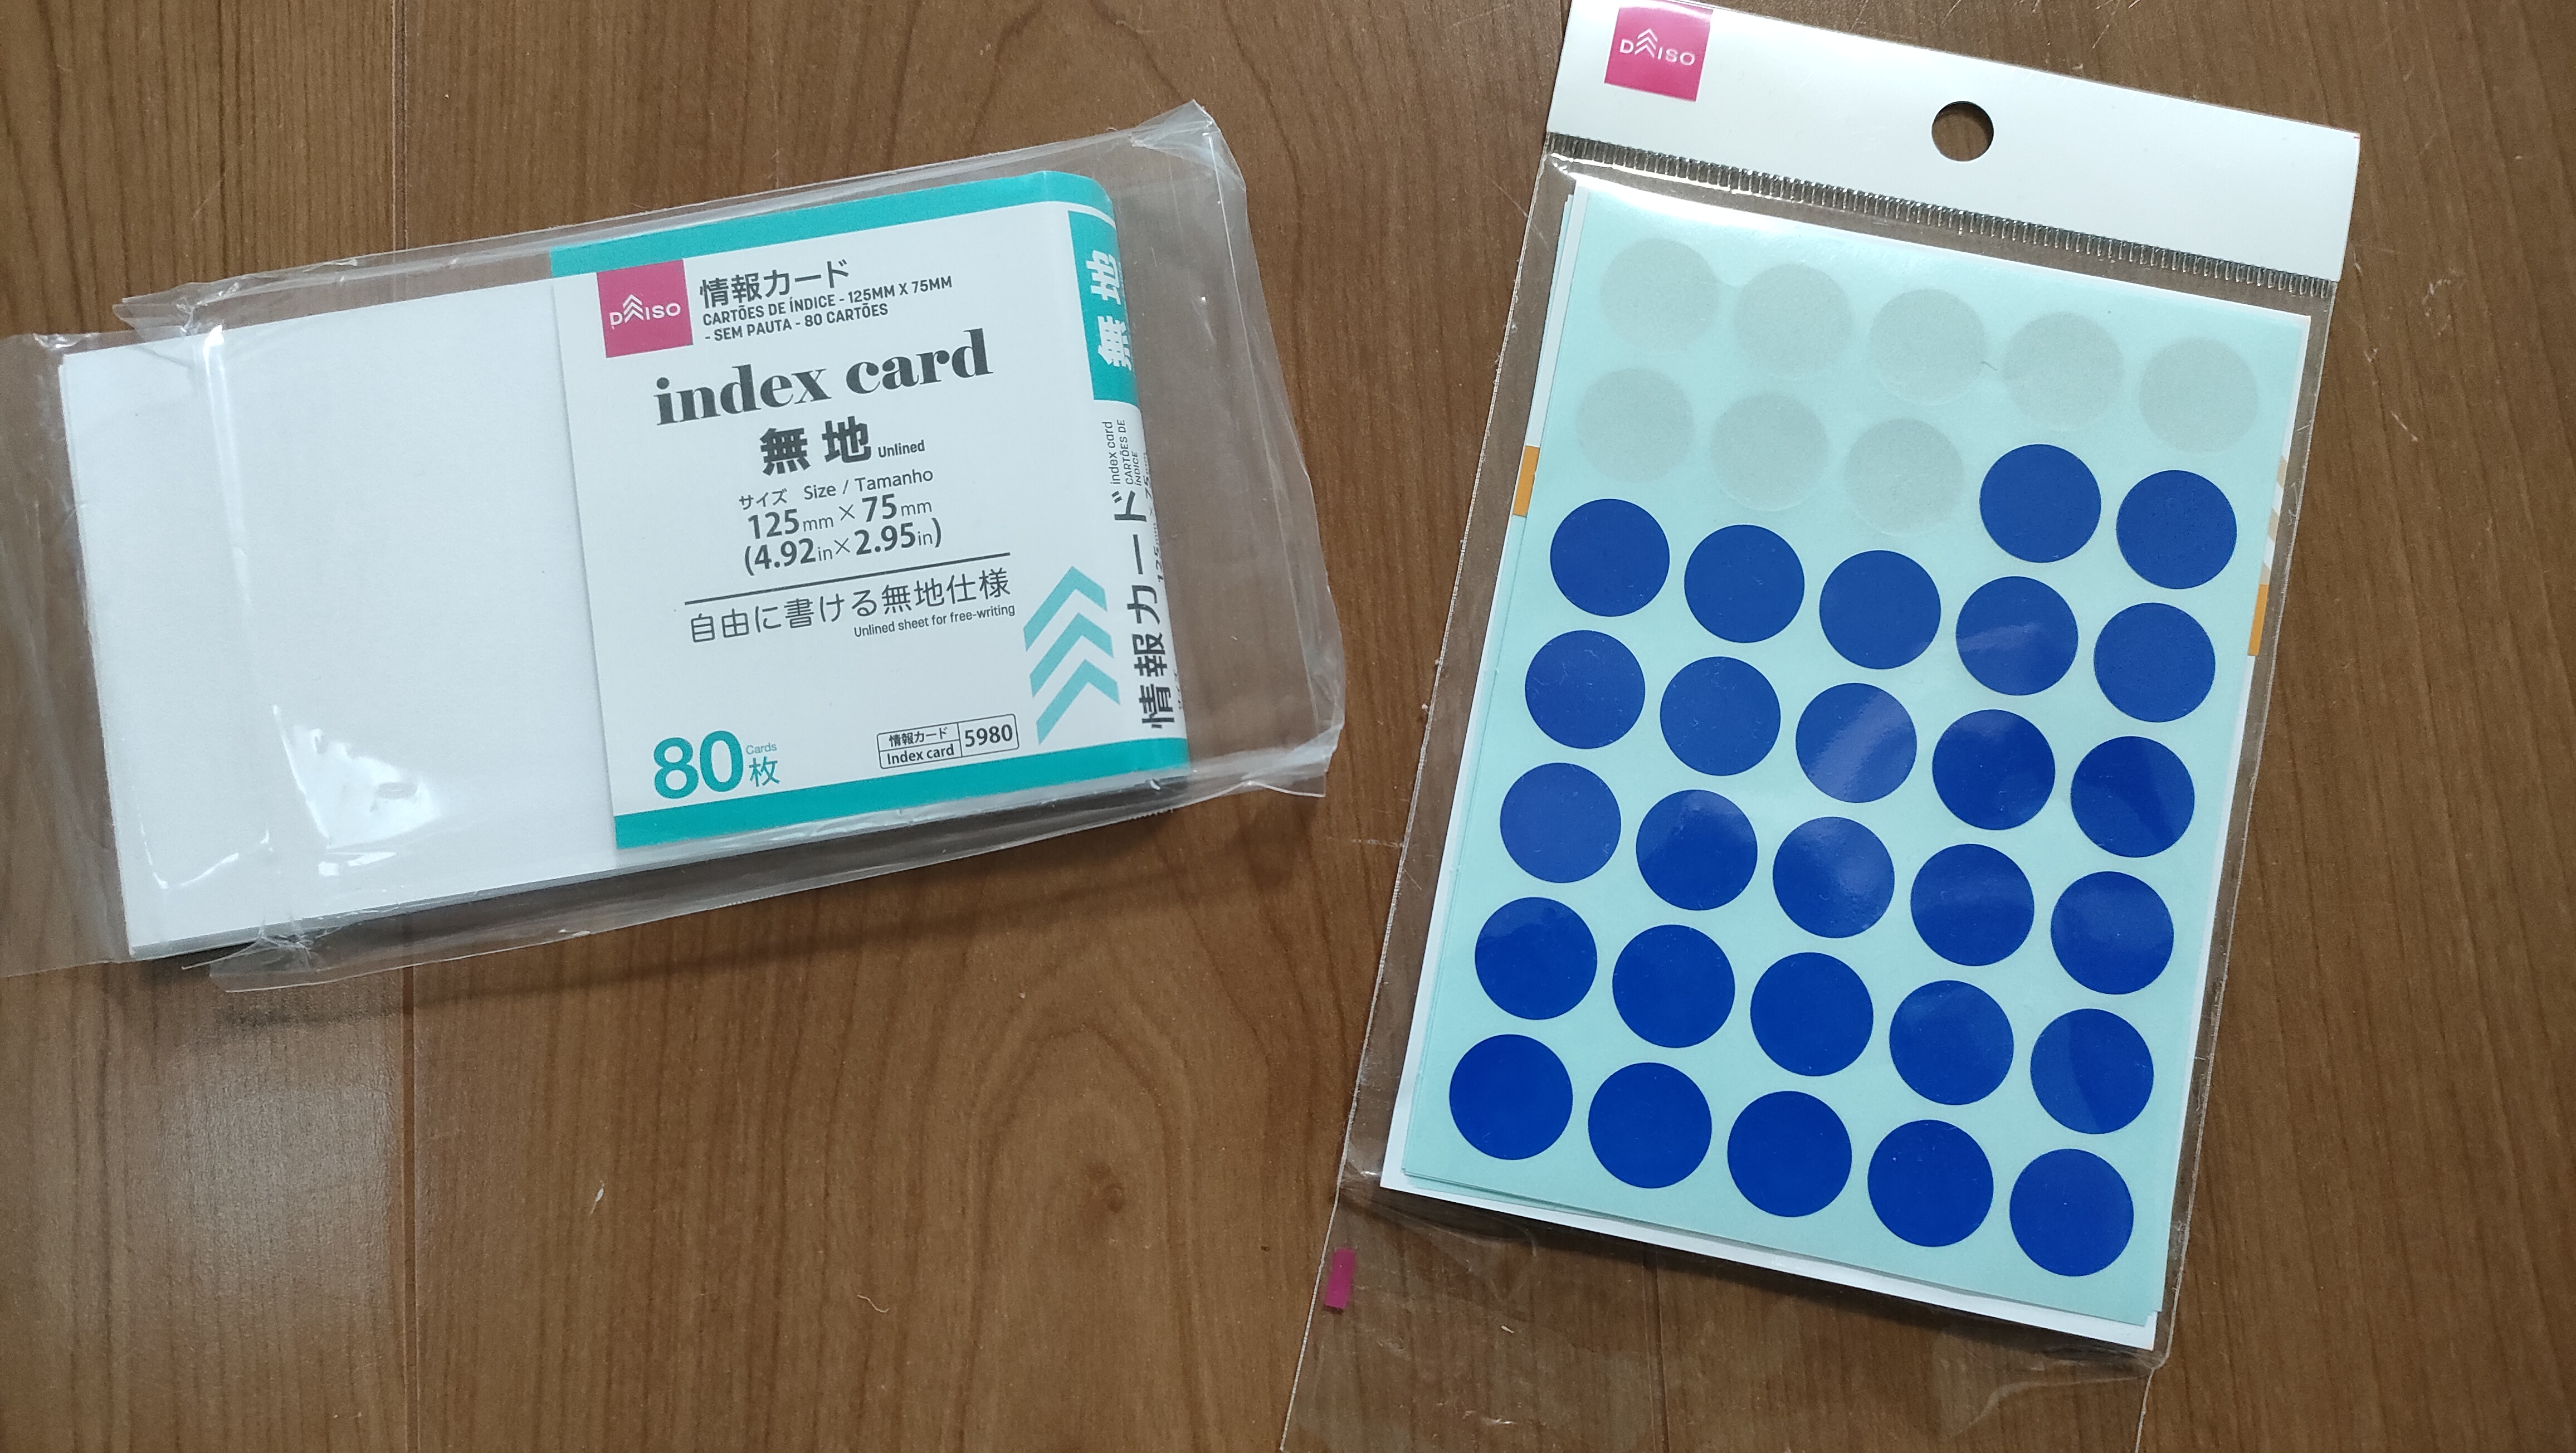 DAISO
情報カード
CARTÕES DE ÍNDICE - 125MM X 75MM
- SEM PAUTA - 80 CARTÕES
index card
無地 Unlined
サイズ Size / Tamanho
125mm×75mm
(4.92in×2.95in)
自由に書ける無地仕様
Unlined sheet for free-writing
80 Cards
枚
情報カード
Index card
5980
無地
情報カード
index card
CARTÕES DE
ÍNDICE
DAISO